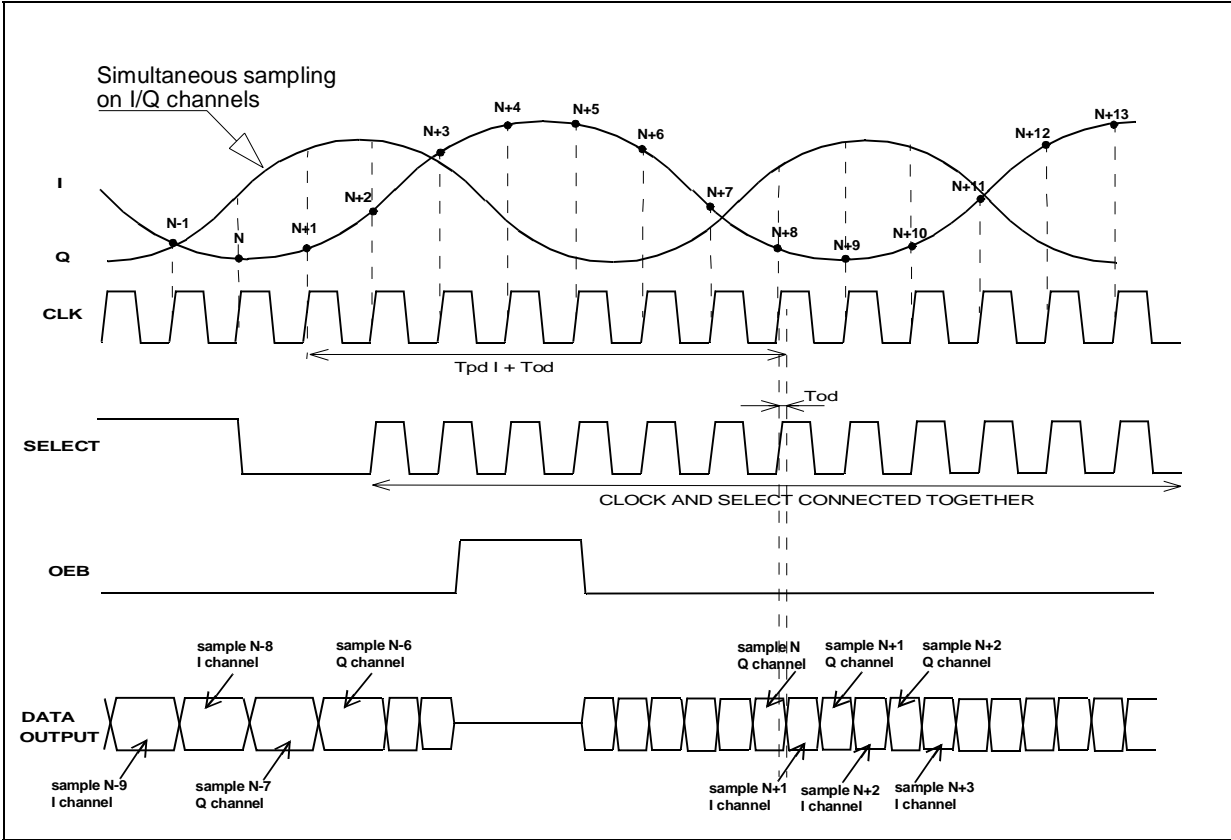 Simultaneous sampling
on I/Q channels
I
Q
N-1
N
N+1
N+2
N+3
N+4
N+5
N+6
N+7
N+8
N+9
N+10
N+11
N+12
N+13
CLK
Tpd I + Tod
Tod
SELECT
CLOCK AND SELECT CONNECTED TOGETHER
OEB
sample N-8
I channel
sample N-6
Q channel
sample N
Q channel
sample N+1
Q channel
sample N+2
Q channel
DATA
OUTPUT
sample N-9
I channel
sample N-7
Q channel
sample N+1
I channel
sample N+2
I channel
sample N+3
I channel